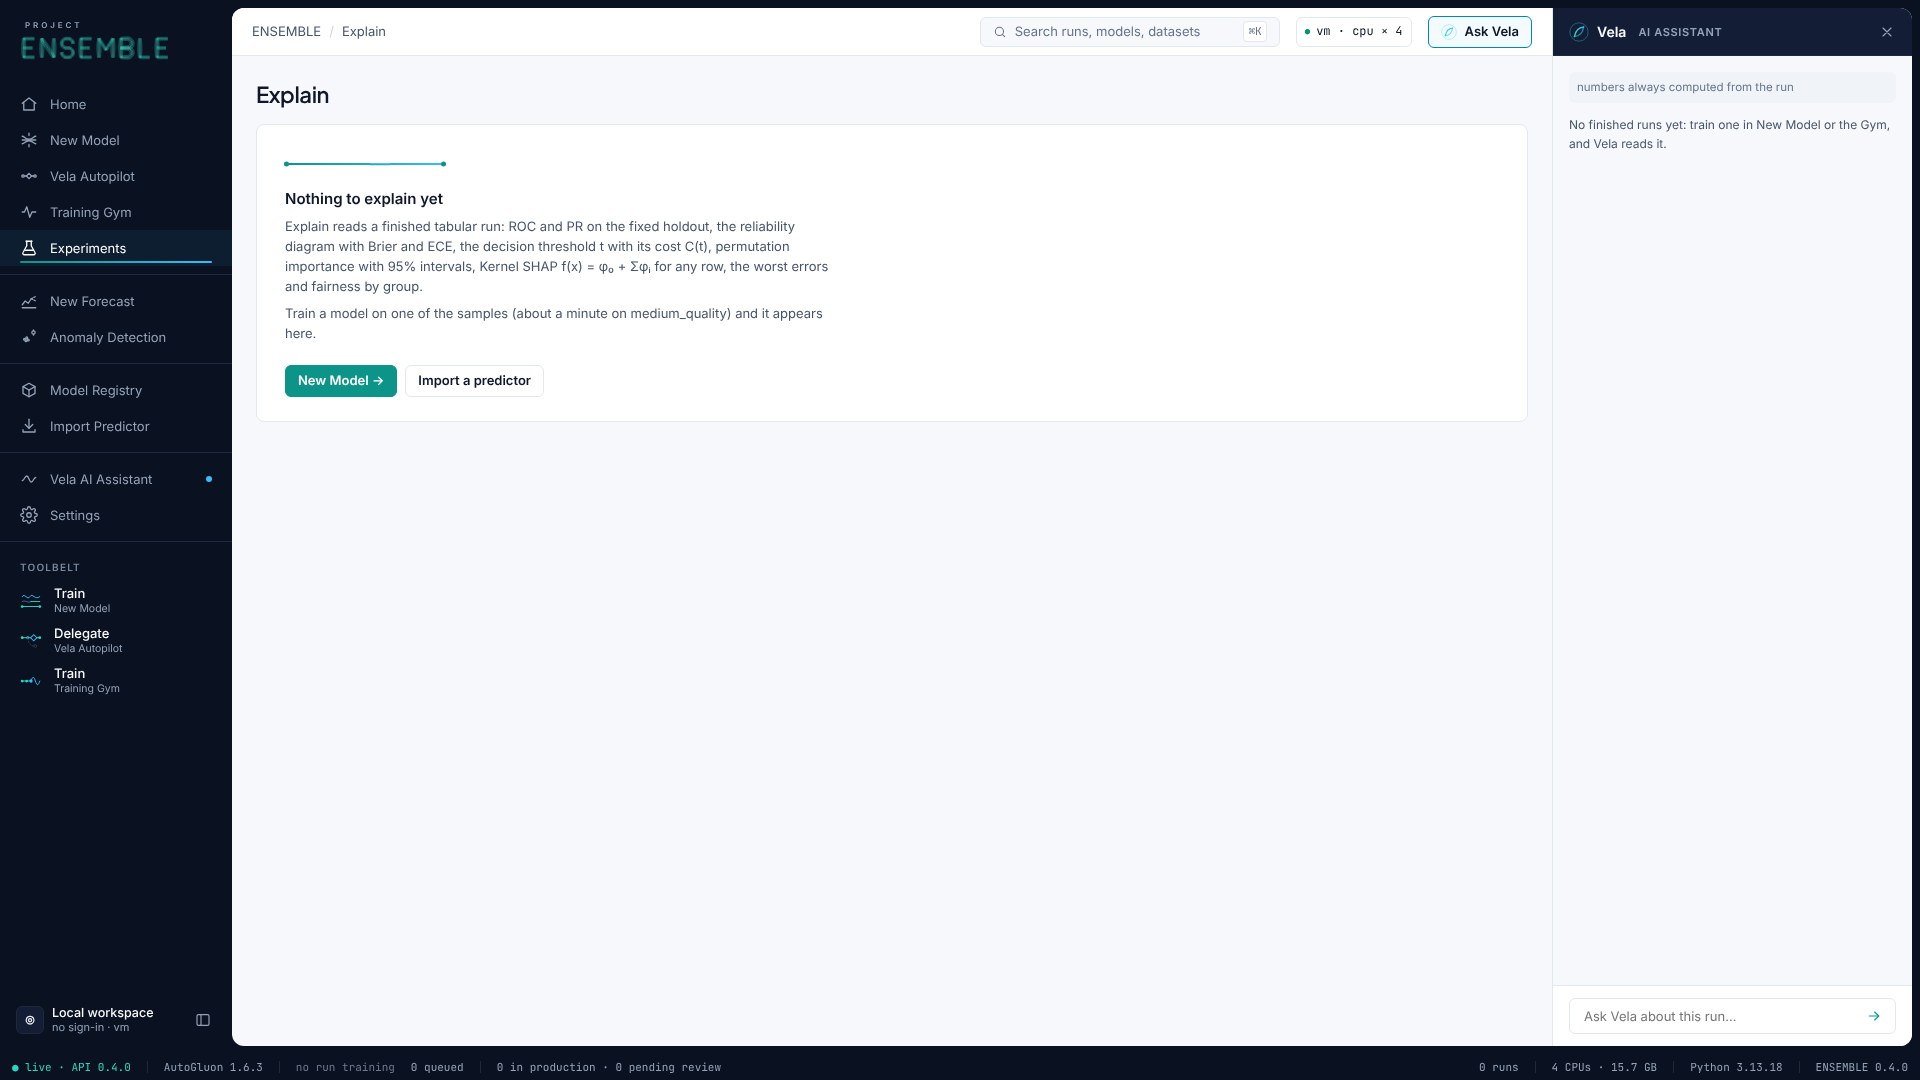 PROJECT
ENSEMBLE
Home
New Model
Vela Autopilot
Training Gym
Experiments
New Forecast
Anomaly Detection
Model Registry
Import Predictor
Vela AI Assistant
Settings
TOOLBELT
Train
New Model
Delegate
Vela Autopilot
Train
Training Gym
Local workspace
no sign-in · vm
ENSEMBLE / Explain
Search runs, models, datasets ⌘K
vm · cpu × 4
Ask Vela
Explain
Nothing to explain yet
Explain reads a finished tabular run: ROC and PR on the fixed holdout, the reliability
diagram with Brier and ECE, the decision threshold t with its cost C(t), permutation
importance with 95% intervals, Kernel SHAP f(x) = φ₀ + Σφᵢ for any row, the worst errors
and fairness by group.
Train a model on one of the samples (about a minute on medium_quality) and it appears
here.
New Model →
Import a predictor
Vela AI ASSISTANT
numbers always computed from the run
No finished runs yet: train one in New Model or the Gym,
and Vela reads it.
Ask Vela about this run...
live · API 0.4.0
AutoGluon 1.6.3
no run training 0 queued
0 in production · 0 pending review
0 runs
4 CPUs · 15.7 GB
Python 3.13.18
ENSEMBLE 0.4.0